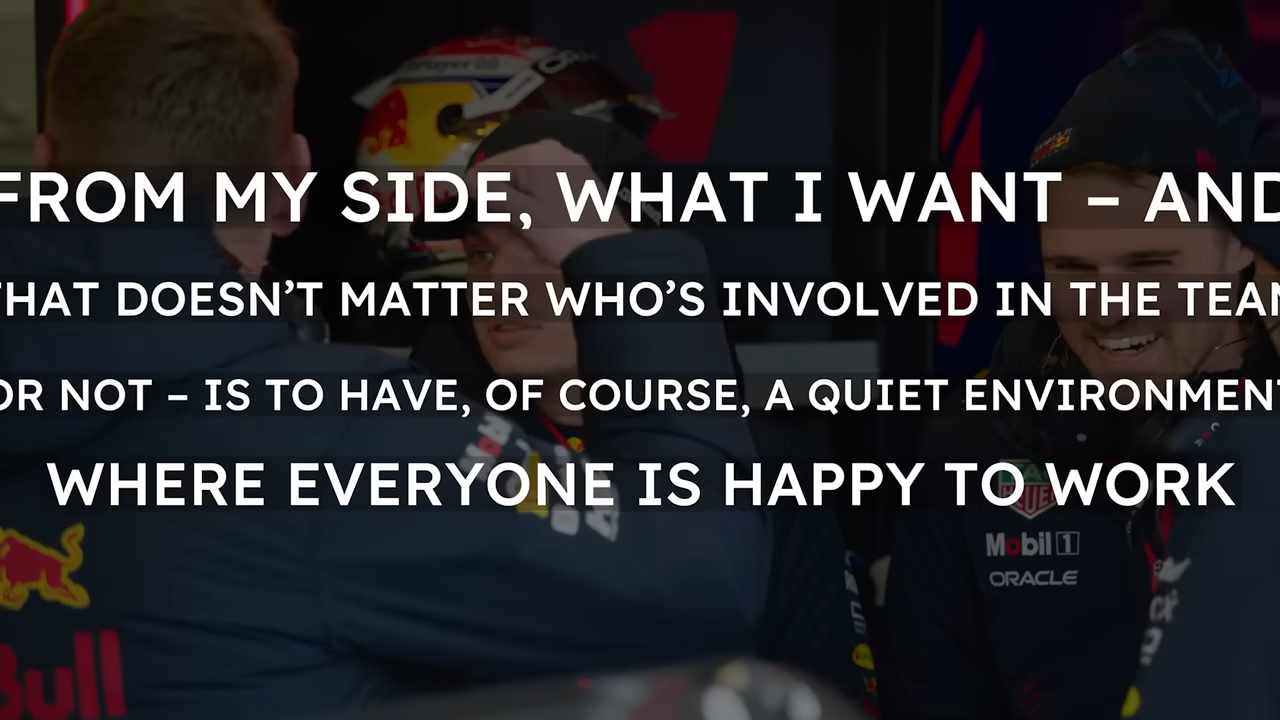 FROM MY SIDE, WHAT I WANT – AND
THAT DOESN’T MATTER WHO’S INVOLVED IN THE TEAM
OR NOT – IS TO HAVE, OF COURSE, A QUIET ENVIRONMENT
WHERE EVERYONE IS HAPPY TO WORK
Mobil 1
ORACLE
Bull